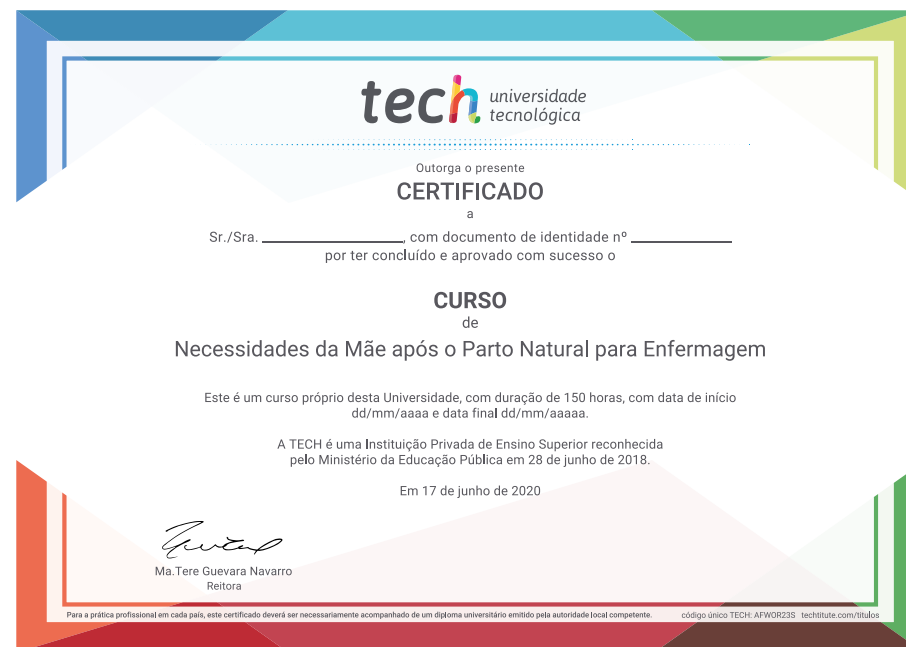 tech universidade
tecnológica
Outorga o presente
CERTIFICADO
a
Sr./Sra. ____________, com documento de identidade nº ____________
por ter concluído e aprovado com sucesso o
CURSO
de
Necessidades da Mãe após o Parto Natural para Enfermagem
Este é um curso próprio desta Universidade, com duração de 150 horas, com data de início
dd/mm/aaaa e data final dd/mm/aaaaa.
A TECH é uma Instituição Privada de Ensino Superior reconhecida
pelo Ministério da Educação Pública em 28 de junho de 2018.
Em 17 de junho de 2020
Ma.Tere Guevara Navarro
Reitora
Para a prática profissional em cada país, este certificado deverá ser necessariamente acompanhado de um diploma universitário emitido pela autoridade local competente. código único TECH: AFWOR23S techtitute.com/titulos